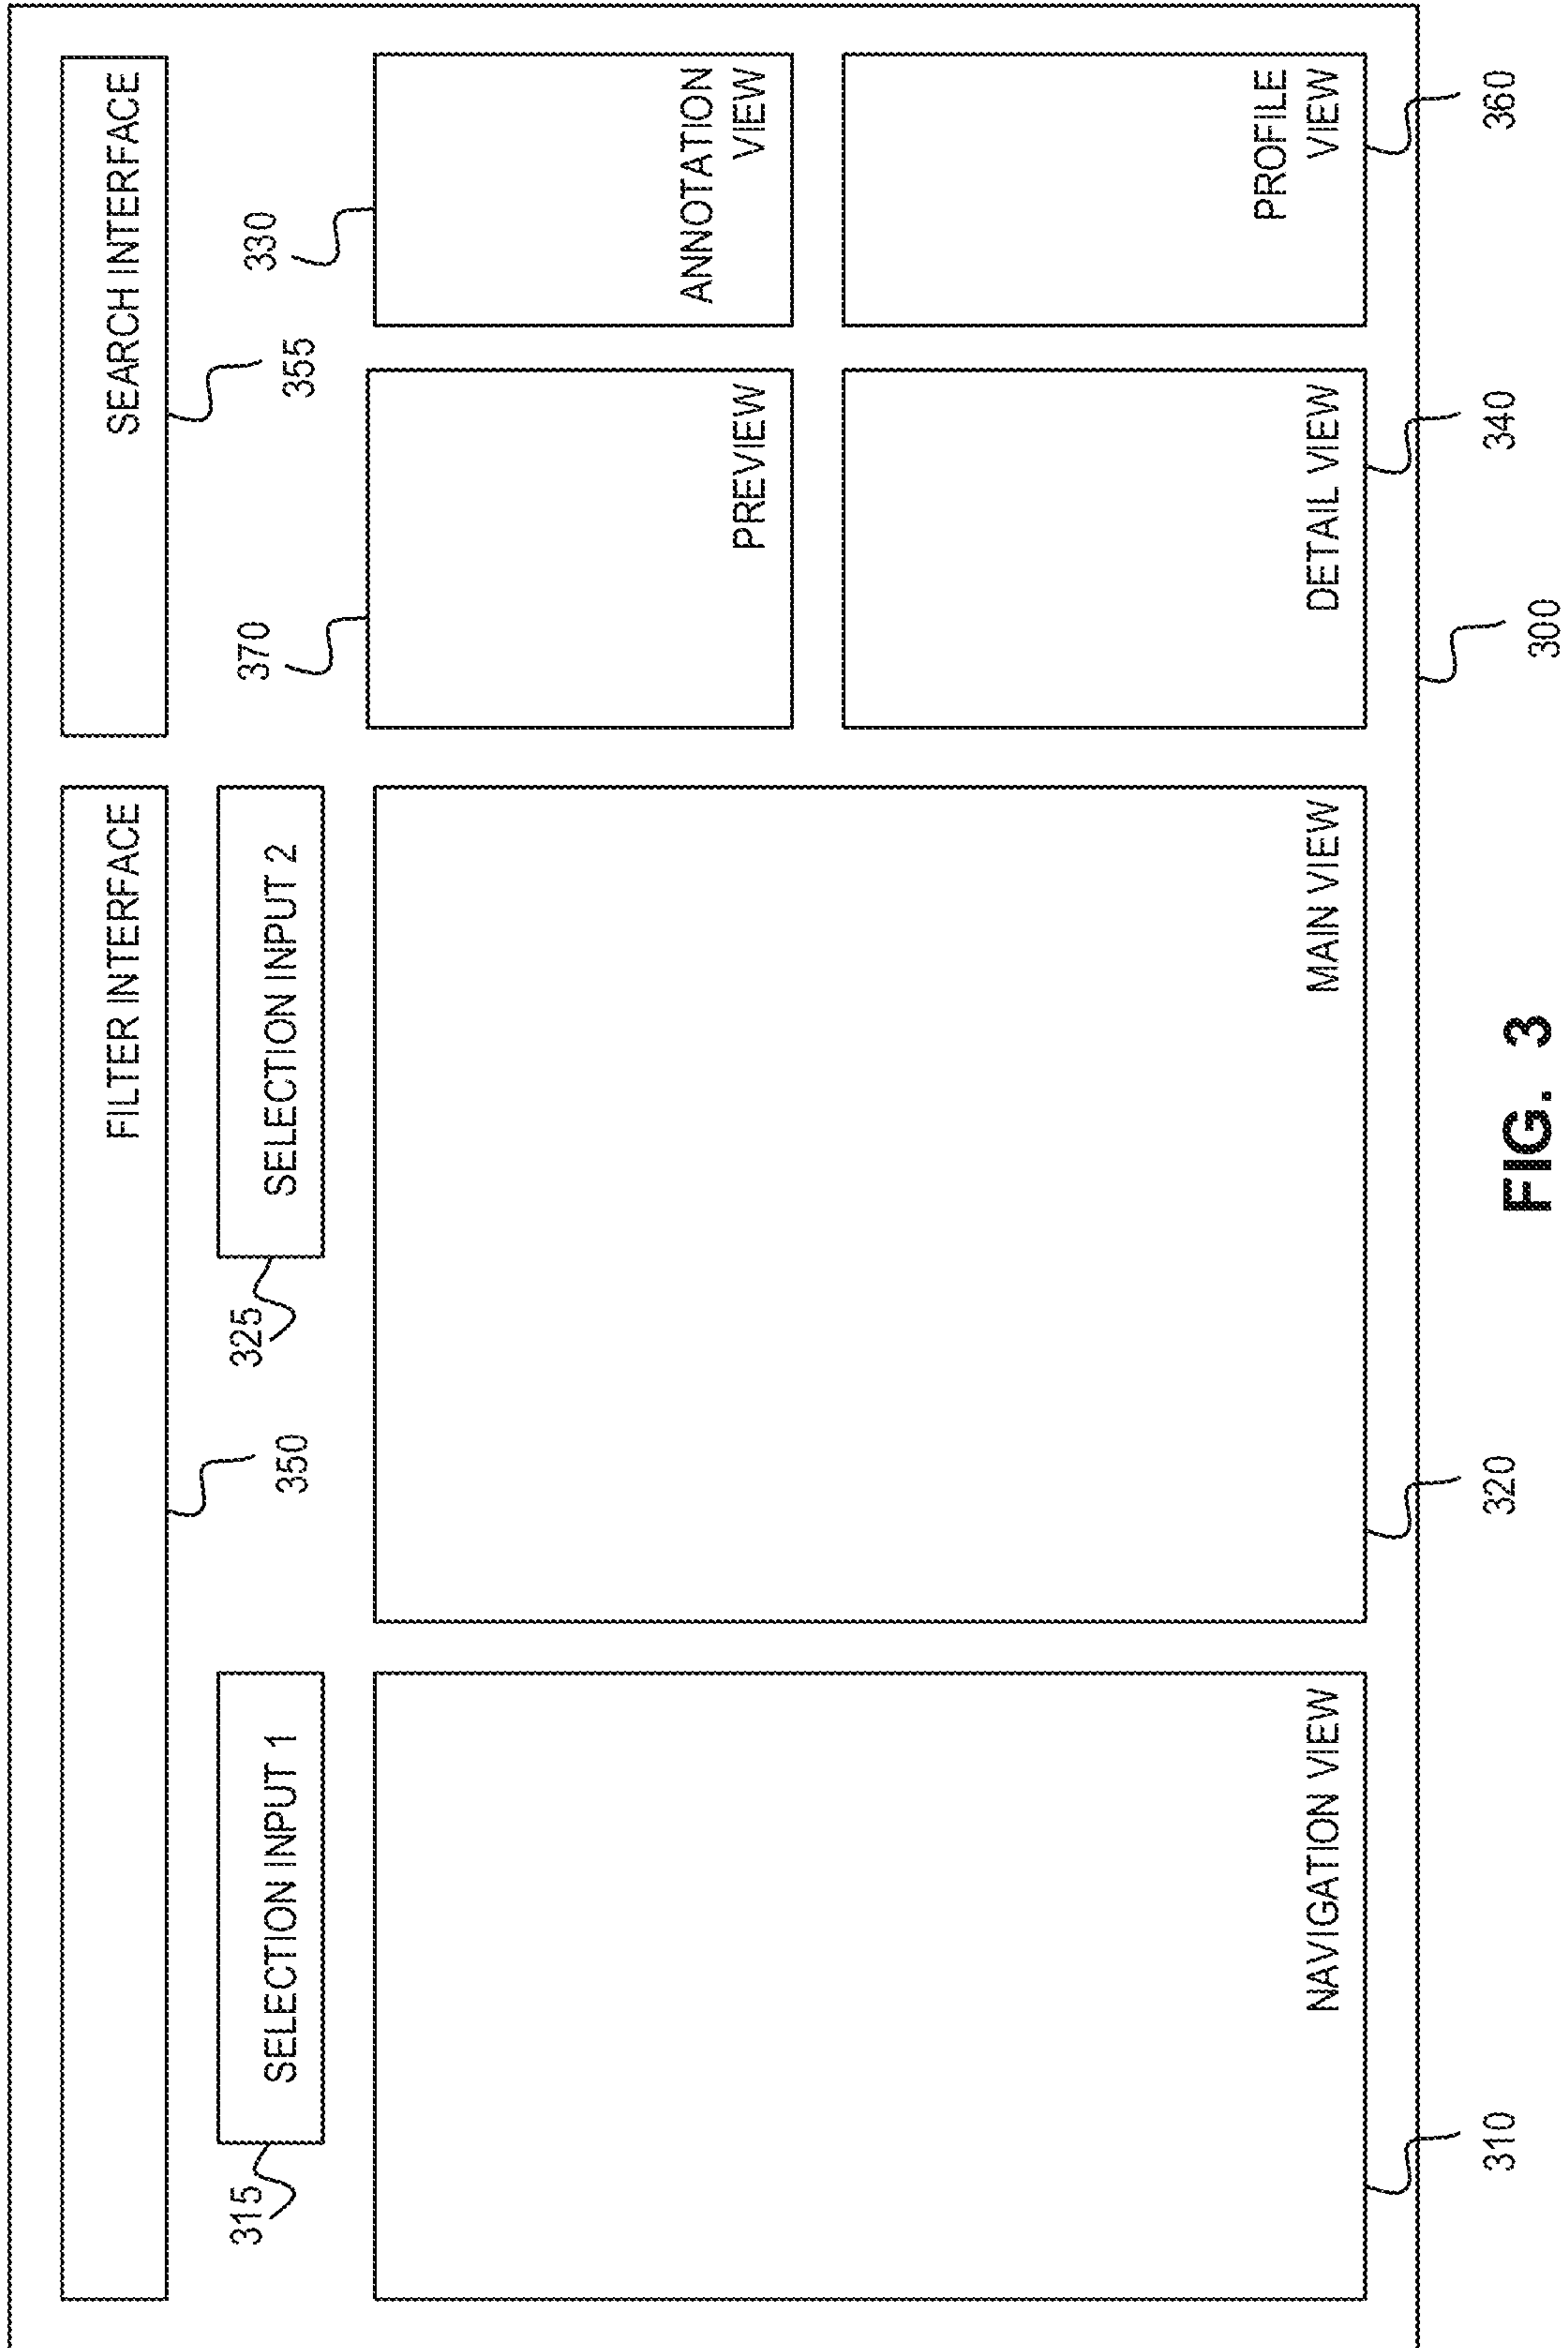 FILTER INTERFACE
SEARCH INTERFACE
350
355
315
SELECTION INPUT 1
325
SELECTION INPUT 2
370
330
PREVIEW
ANNOTATION
VIEW
NAVIGATION VIEW
MAIN VIEW
DETAIL VIEW
PROFILE
VIEW
310
320
340
360
300
FIG. 3